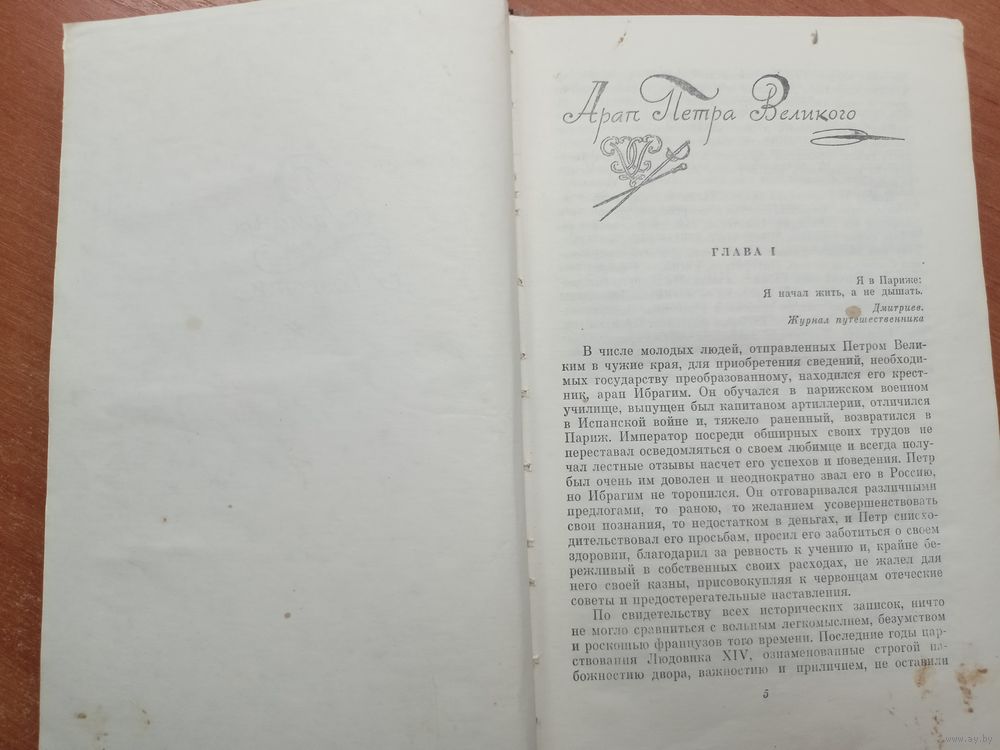 Арап Петра Великого
ГЛАВА I
Я в Париже:
Я начал жить, а не дышать.
Дмитриев.
Журнал путешественника
В числе молодых людей, отправленных Петром Вели-
ким в чужие края, для приобретения сведений, необходи-
мых государству преобразованному, находился его крест-
ник, арап Ибрагим. Он обучался в парижском военном
училище, выпущен был капитаном артиллерии, отличился
в Испанской войне и, тяжело раненный, возвратился в
Париж. Император посреди обширных своих трудов не
переставал осведомляться о своем любимце и всегда полу-
чал лестные отзывы насчет его успехов и поведения. Петр
был очень им доволен и неоднократно звал его в Россию,
но Ибрагим не торопился. Он отговаривался различными
предлогами, то раною, то желанием усовершенствовать
свои познания, то недостатком в деньгах, и Петр снисхо-
дительствовал его просьбам, просил его заботиться о своем
здоровии, благодарил за ревность к учению и, крайне бе-
режливый в собственных своих расходах, не жалел для
него своей казны, присовокупляя к червонцам отеческие
советы и предостерегательные наставления.
По свидетельству всех исторических записок, ничто
не могло сравниться с вольным легкомыслием, безумством
и роскошью французов того времени. Последние годы цар-
ствования Людовика XIV, ознаменованные строгой на-
божностию двора, важностию и приличием, не оставили
5
www.ay.by